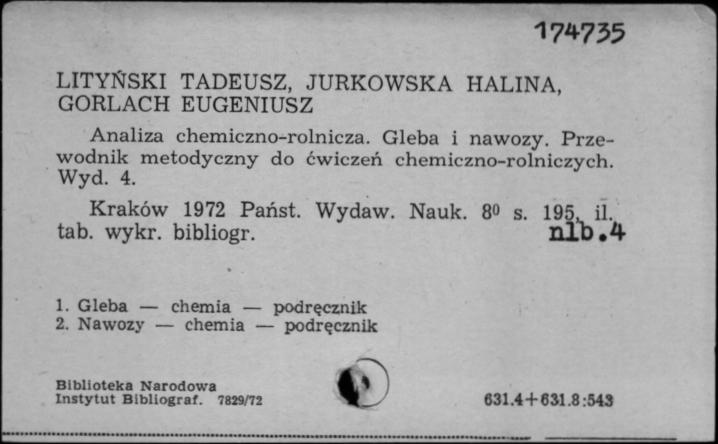 174735
LITYŃSKI TADEUSZ, JURKOWSKA HALINA,
GORLACH EUGENIUSZ
Analiza chemiczno-rolnicza. Gleba i nawozy. Prze-
wodnik metodyczny do ćwiczeń chemiczno-rolniczych.
Wyd. 4.
Kraków 1972 Państ. Wydaw. Nauk. 8⁰ s. 195, il.
tab. wykr. bibliogr. nlb.4
1. Gleba — chemia — podręcznik
2. Nawozy — chemia — podręcznik
Biblioteka Narodowa
Instytut Bibliograf. 7829/72 631.4+631.8:543